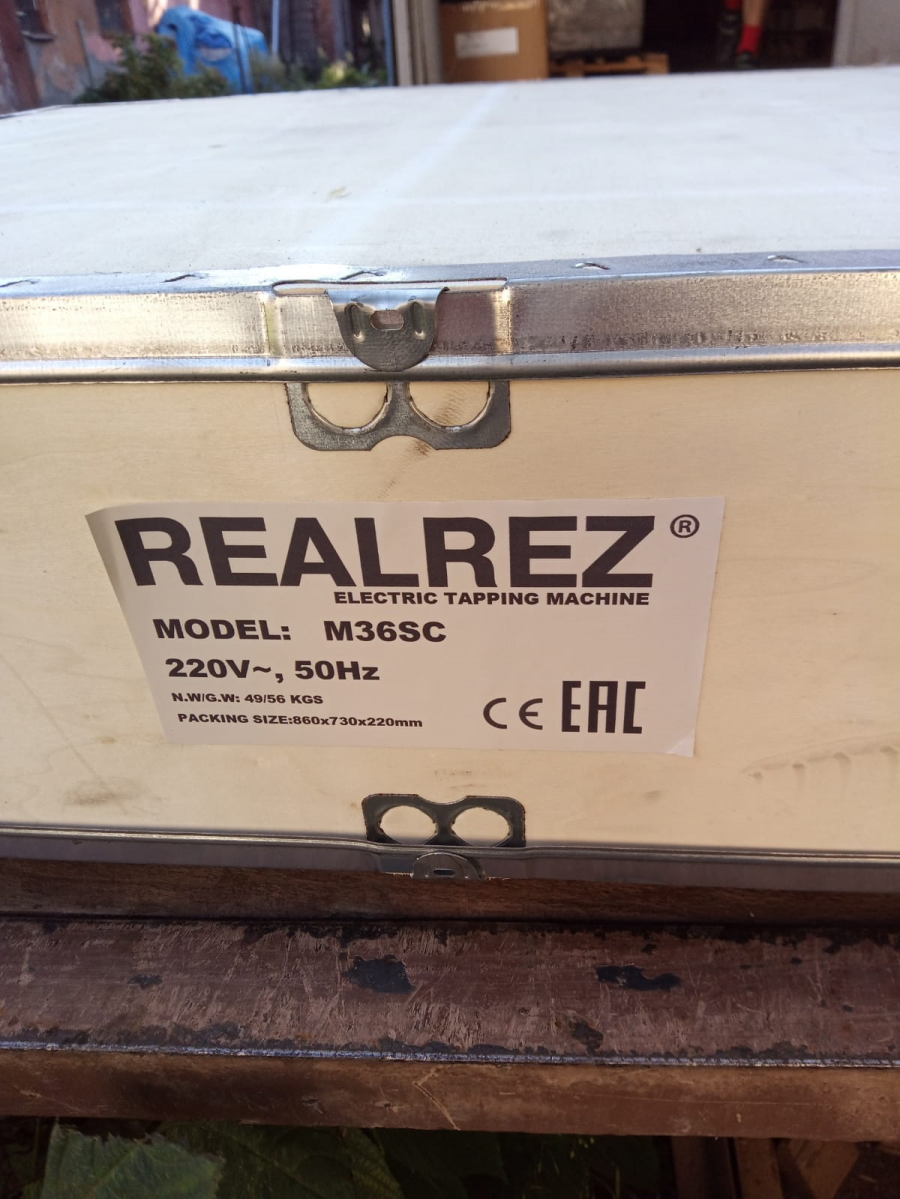 REALREZ®
ELECTRIC TAPPING MACHINE
MODEL: M36SC
220V~, 50Hz
N.W/G.W: 49/56 KGS
PACKING SIZE:860x730x220mm
CE EAC